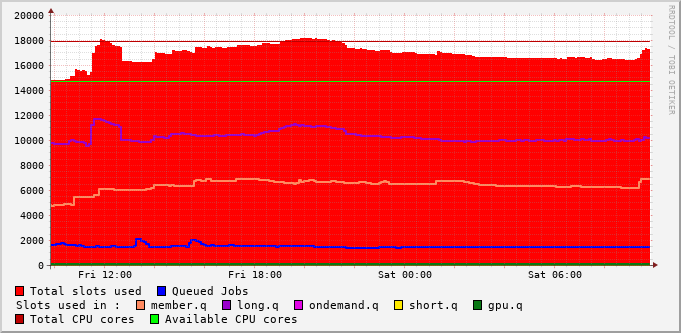 20000
18000
16000
14000
12000
10000
8000
6000
4000
2000
0
Fri 12:00 Fri 18:00 Sat 00:00 Sat 06:00
RRDTOOL / TOBI OETIKER
Total slots used Queued Jobs
Slots used in : member.q long.q ondemand.q short.q gpu.q
Total CPU cores Available CPU cores